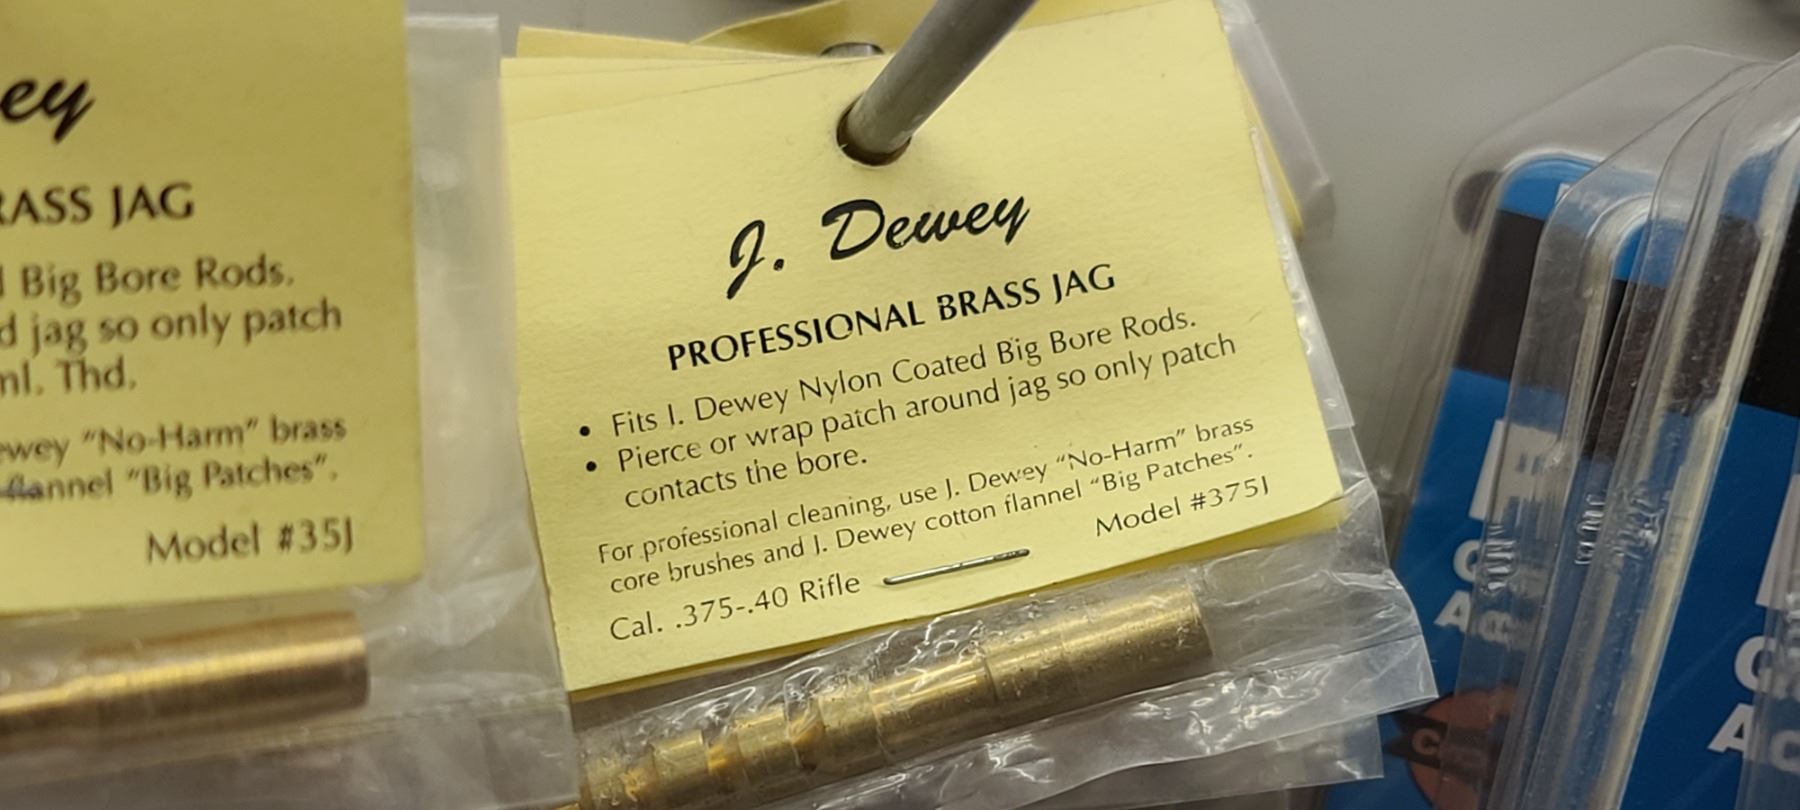 ey
RASS JAG
Big Bore Rods.
d jag so only patch
ml. Thd.
ewey "No-Harm" brass
flannel "Big Patches".
Model #35J
J. Dewey
PROFESSIONAL BRASS JAG
• Fits J. Dewey Nylon Coated Big Bore Rods.
• Pierce or wrap patch around jag so only patch
contacts the bore.
For professional cleaning, use J. Dewey "No-Harm" brass
core brushes and J. Dewey cotton flannel "Big Patches".
Model #375J
Cal. .375-.40 Rifle